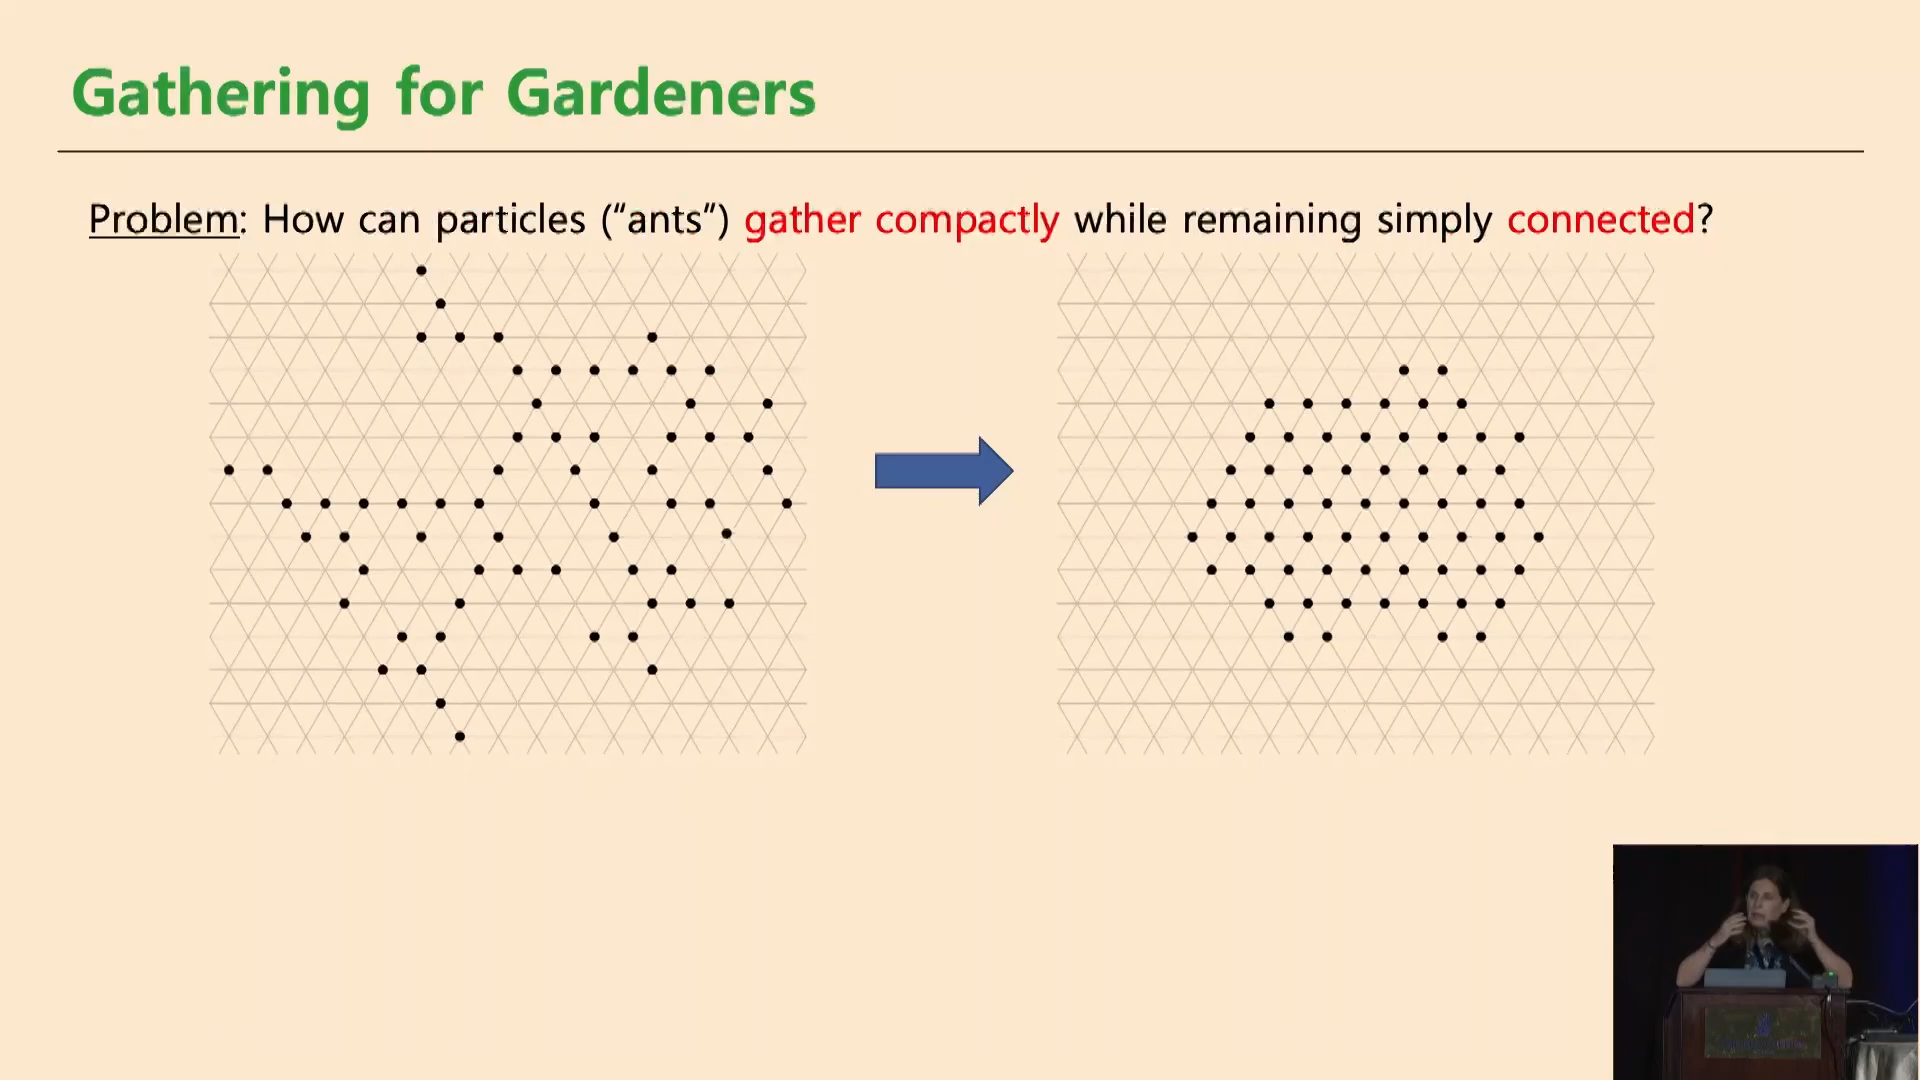 Gathering for Gardeners
Problem: How can particles (“ants”) gather compactly while remaining simply connected?